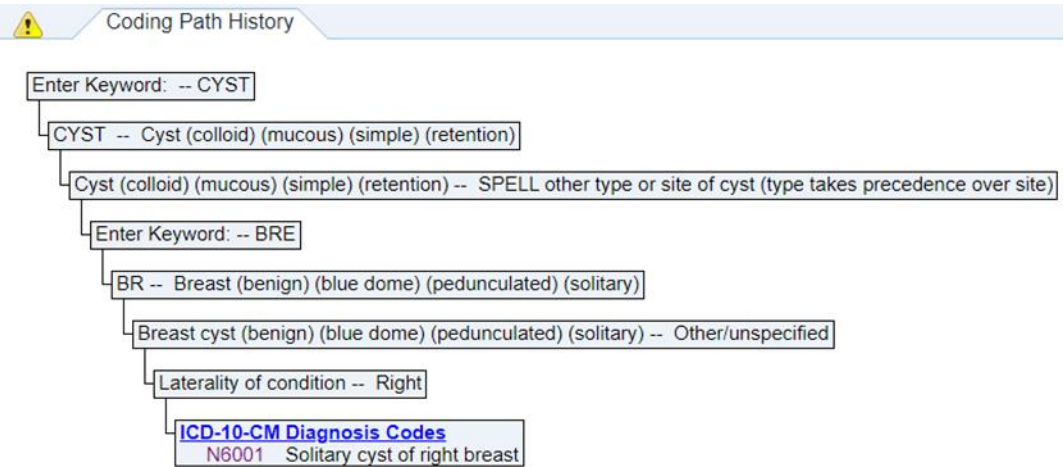 Coding Path History
Enter Keyword: -- CYST
CYST -- Cyst (colloid) (mucous) (simple) (retention)
Cyst (colloid) (mucous) (simple) (retention) -- SPELL other type or site of cyst (type takes precedence over site)
Enter Keyword: -- BRE
BR -- Breast (benign) (blue dome) (pedunculated) (solitary)
Breast cyst (benign) (blue dome) (pedunculated) (solitary) -- Other/unspecified
Laterality of condition -- Right
ICD-10-CM Diagnosis Codes
N6001 Solitary cyst of right breast